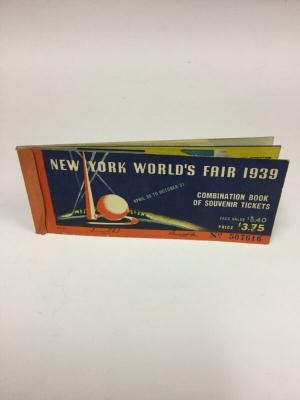 NEW YORK WORLD'S FAIR 1939
APRIL 30 TO OCTOBER 31
COMBINATION BOOK
OF SOUVENIR TICKETS
FACE VALUE $5.40
PRICE $3.75
Nº 507616